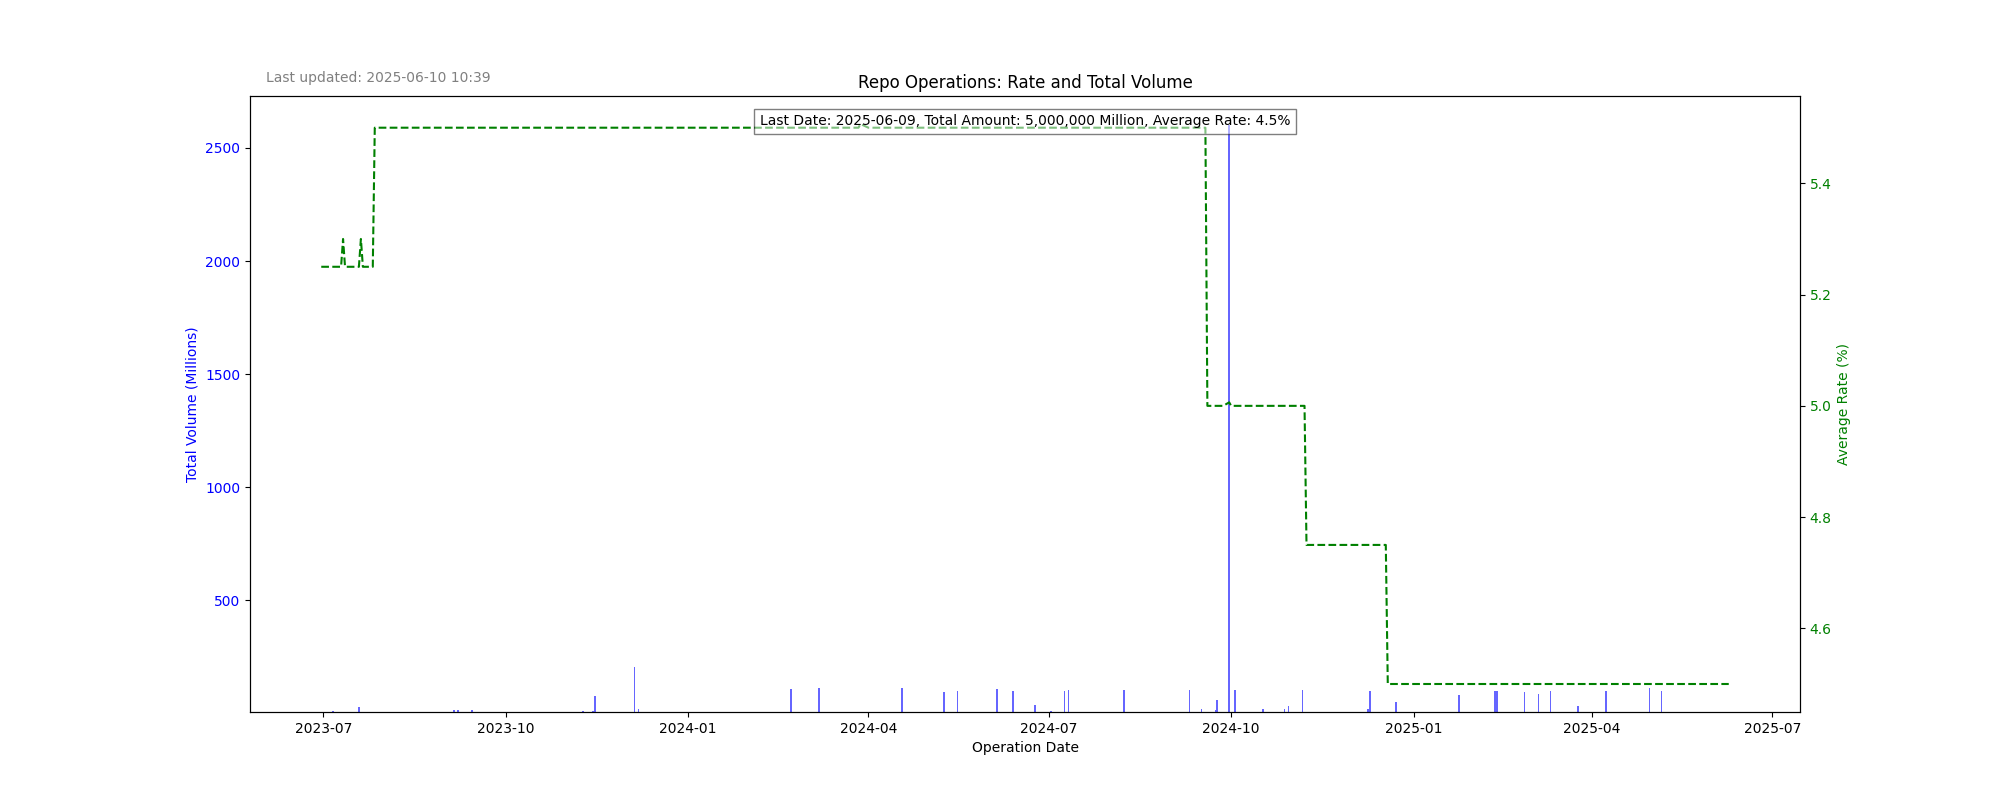 Last updated: 2025-06-10 10:39
Repo Operations: Rate and Total Volume
Last Date: 2025-06-09, Total Amount: 5,000,000 Million, Average Rate: 4.5%
Total Volume (Millions)
2500
2000
1500
1000
500
5.4
5.2
5.0
4.8
4.6
Average Rate (%)
2023-07 2023-10 2024-01 2024-04 2024-07 2024-10 2025-01 2025-04 2025-07
Operation Date